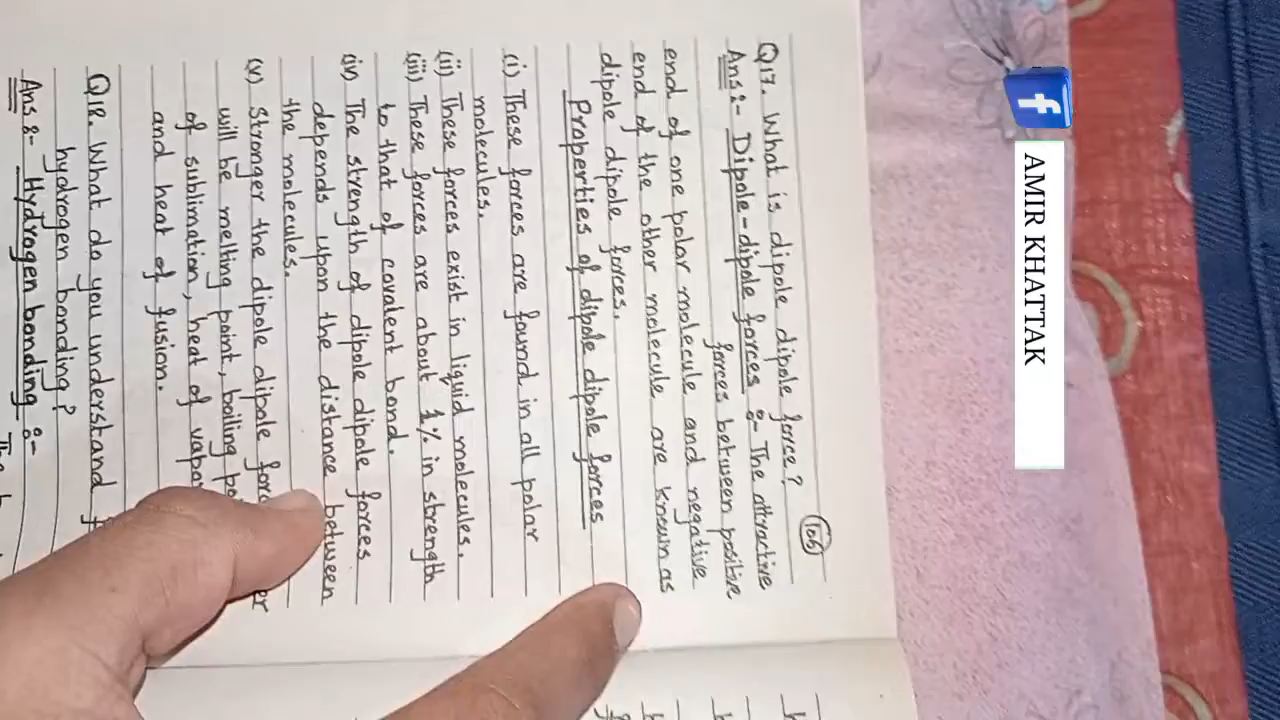 106
Q17. What is dipole dipole force?
Ans:- Dipole-dipole forces :- The attractive
forces between positive
end of one polar molecule and negative
end of the other molecule are known as
dipole dipole forces.
Properties of dipole dipole forces
(i) These forces are found in all polar
molecules.
(ii) These forces exist in liquid molecules.
(iii) These forces are about 1% in strength
to that of covalent bond.
(iv) The strength of dipole dipole forces
depends upon the distance between
the molecules.
(v) Stronger the dipole dipole
will be melting point, boiling
of sublimation, heat of
and heat of fusion.
Q18. What do you understand
hydrogen bonding?
Ans :- Hydrogen bonding :-
f AMIR KHATTAK